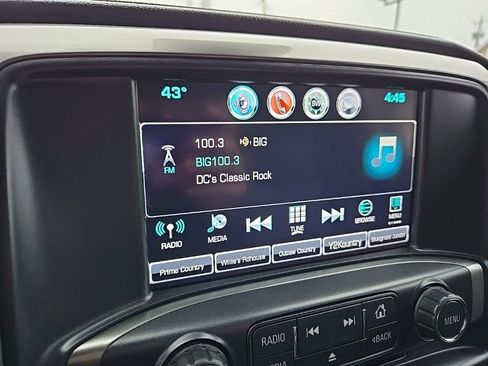 43° 4:45
100.3 BIG
FM BIG100.3
DC's Classic Rock
RADIO MEDIA TUNE BROWSE MENU
Prime Country Willie's Rdhouse Outlaw Country Y2Kountry Bluegrass Junction
RADIO MENU
BACK